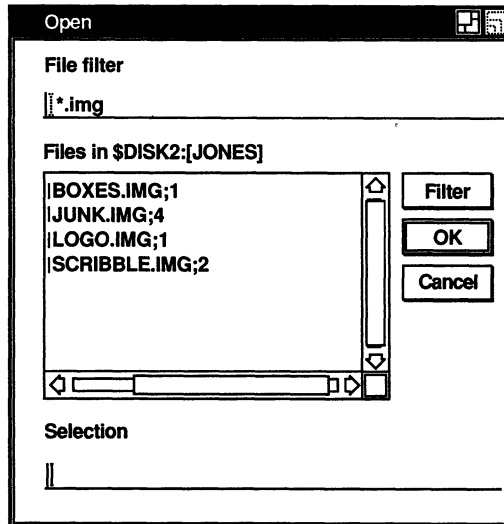 Open
File filter
*.img
Files in $DISK2:[JONES]
BOXES.IMG;1
JUNK.IMG;4
LOGO.IMG;1
SCRIBBLE.IMG;2
Filter
OK
Cancel
Selection